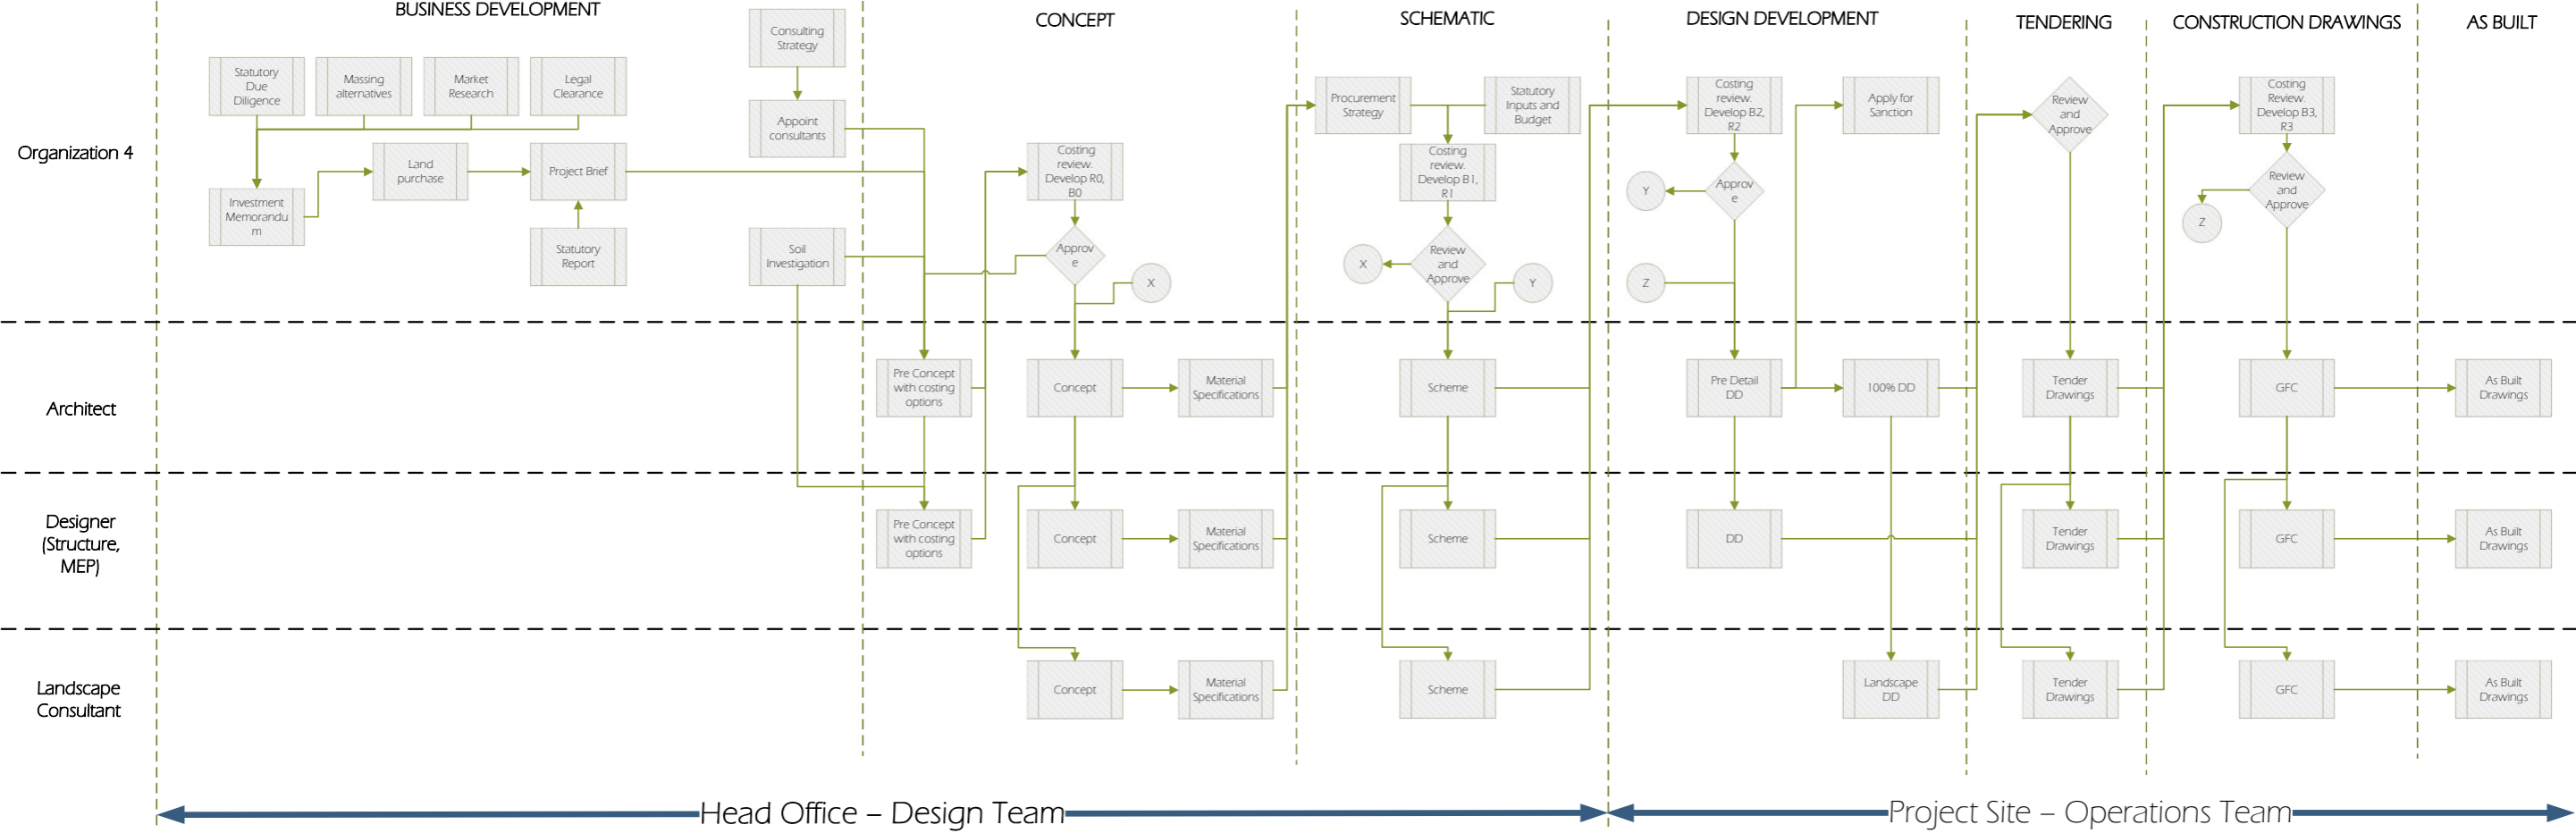 BUSINESS DEVELOPMENT
CONCEPT
SCHEMATIC
DESIGN DEVELOPMENT
TENDERING
CONSTRUCTION DRAWINGS
AS BUILT
Organization 4
Statutory
Due
Diligence
Massing
alternatives
Market
Research
Legal
Clearance
Investment
Memorandu
m
Land
purchase
Project Brief
Statutory
Report
Consulting
Strategy
Appoint
consultants
Soil
Investigation
Costing
review.
Develop R0,
B0
Approv
e
X
Procurement
Strategy
Statutory
Inputs and
Budget
Costing
review.
Develop B1,
R1
Review
and
Approve
X
Y
Costing
review.
Develop B2,
R2
Approv
e
Y
Z
Apply for
Sanction
Review
and
Approve
Costing
Review.
Develop B3,
R3
Review
and
Approve
Z
Architect
Pre Concept
with costing
options
Concept
Material
Specifications
Scheme
Pre Detail
DD
100% DD
Tender
Drawings
GFC
As Built
Drawings
Designer
(Structure,
MEP)
Pre Concept
with costing
options
Concept
Material
Specifications
Scheme
DD
Tender
Drawings
GFC
As Built
Drawings
Landscape
Consultant
Concept
Material
Specifications
Scheme
Landscape
DD
Tender
Drawings
GFC
As Built
Drawings
Head Office – Design Team
Project Site – Operations Team